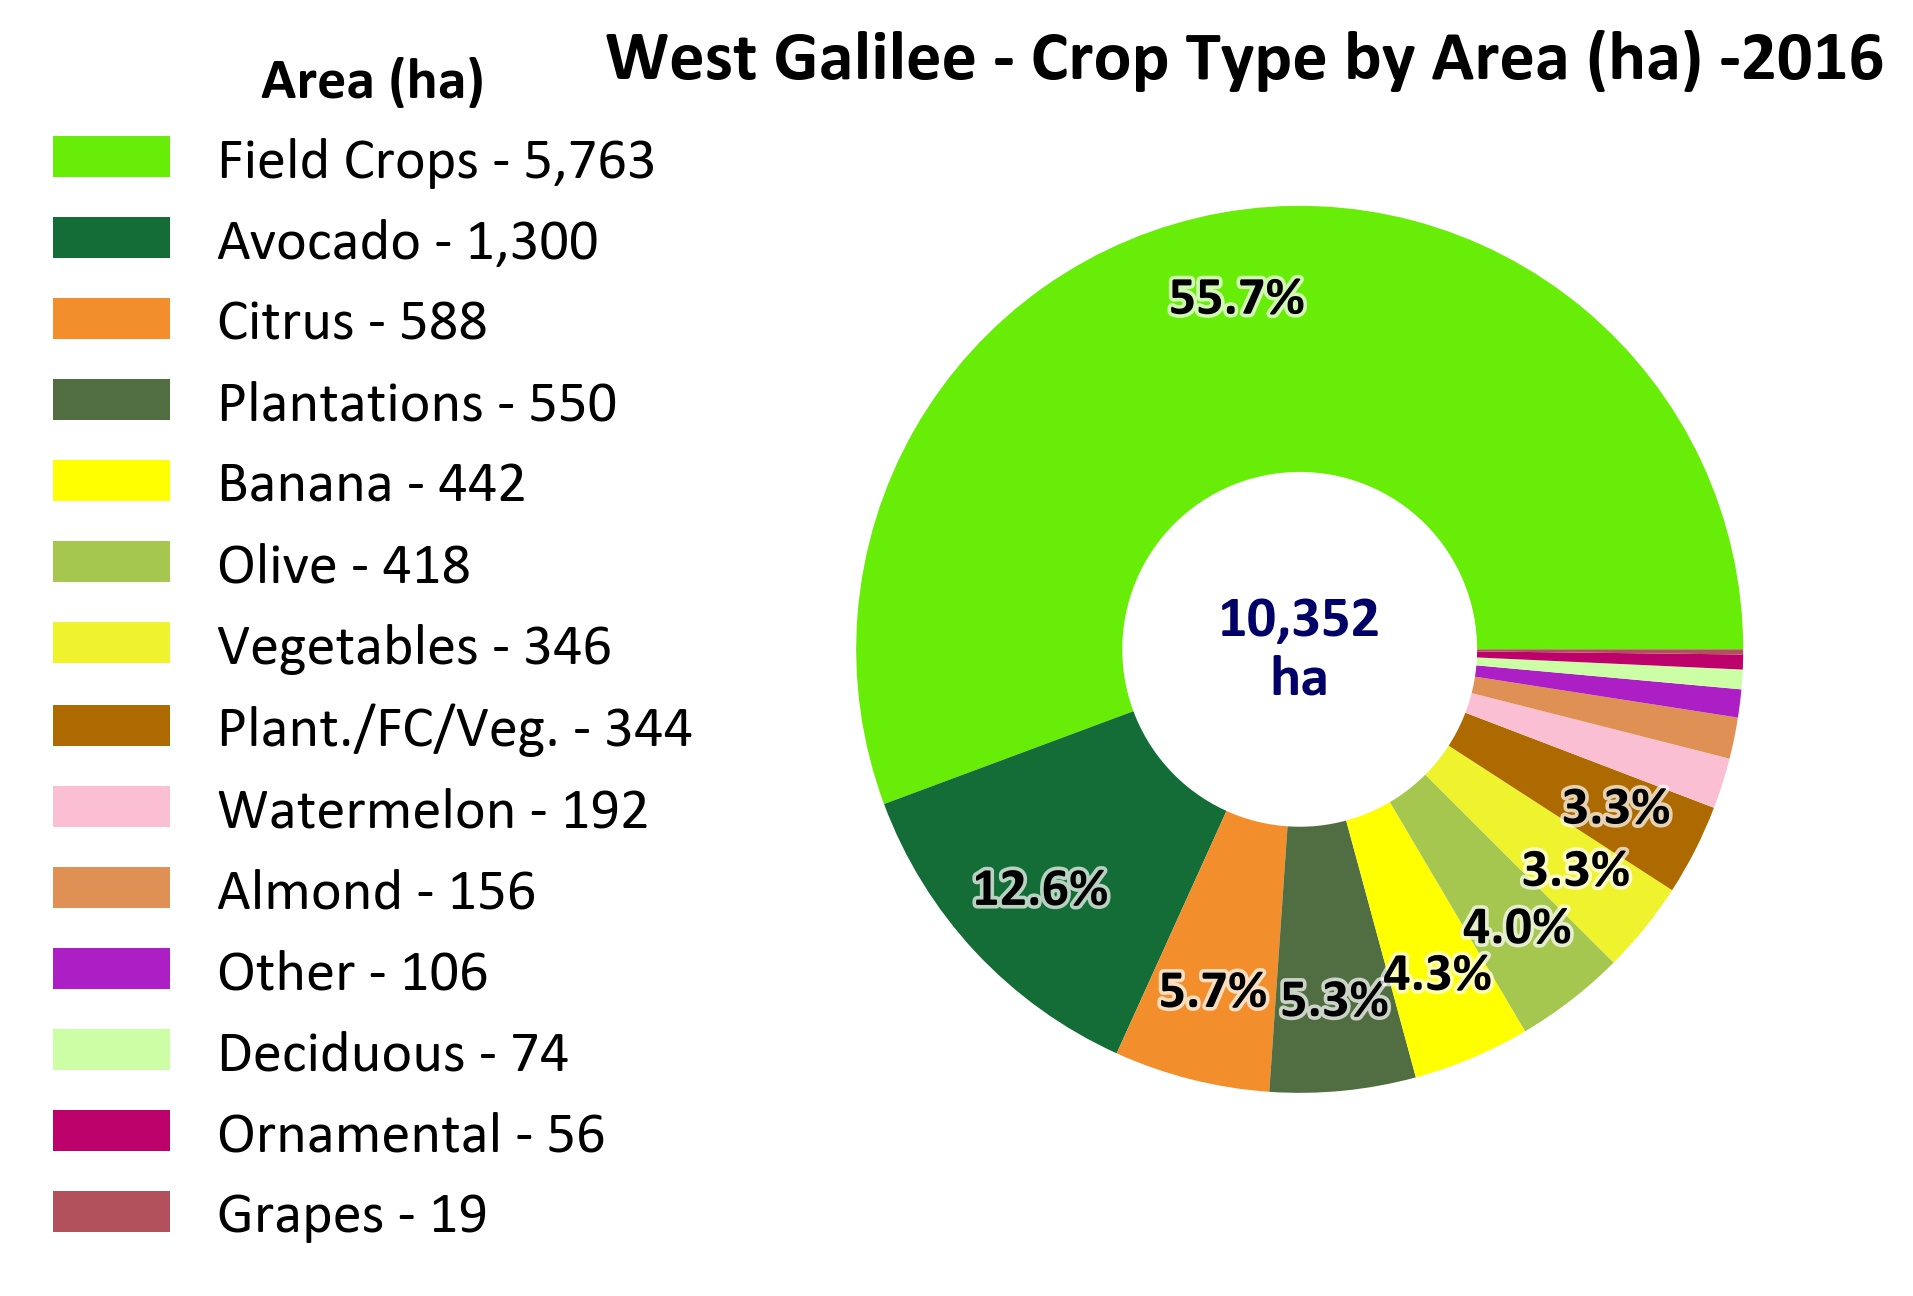 West Galilee - Crop Type by Area (ha) -2016
Area (ha)
Field Crops - 5,763
Avocado - 1,300
Citrus - 588
Plantations - 550
Banana - 442
Olive - 418
Vegetables - 346
Plant./FC/Veg. - 344
Watermelon - 192
Almond - 156
Other - 106
Deciduous - 74
Ornamental - 56
Grapes - 19
55.7%
10,352
ha
3.3%
3.3%
12.6%
4.0%
4.3%
5.7%
5.3%